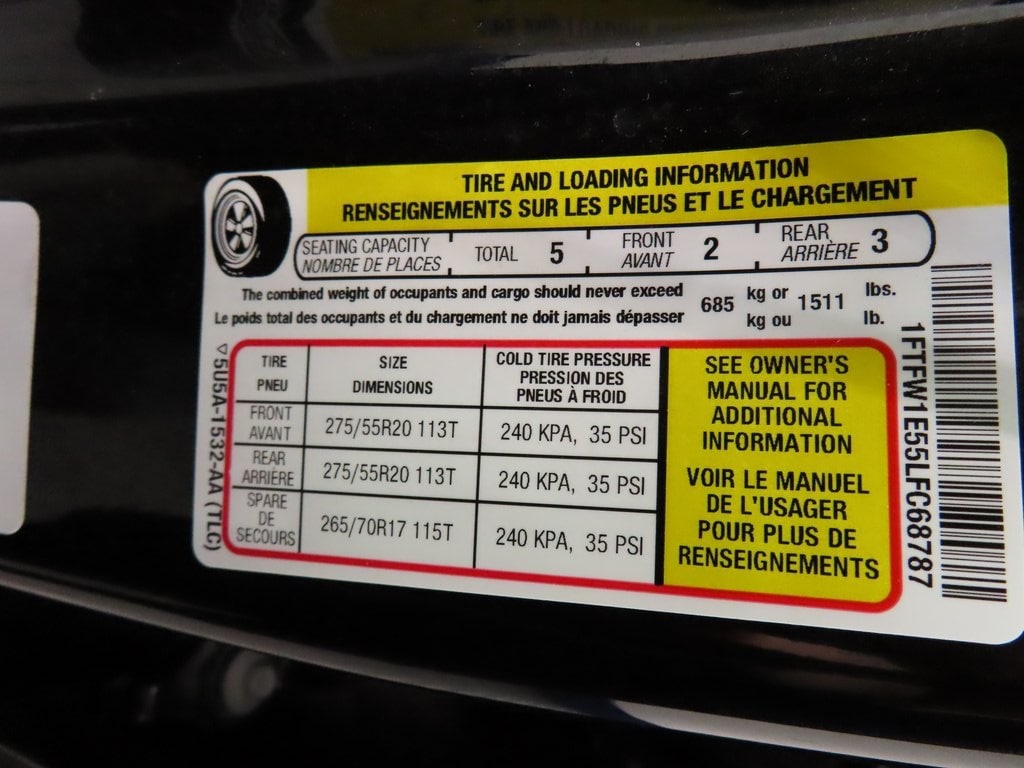 TIRE AND LOADING INFORMATION
RENSEIGNEMENTS SUR LES PNEUS ET LE CHARGEMENT
SEATING CAPACITY
NOMBRE DE PLACES
TOTAL 5
FRONT
AVANT 2
REAR
ARRIÈRE 3
The combined weight of occupants and cargo should never exceed 685 kg or 1511 lbs.
Le poids total des occupants et du chargement ne doit jamais dépasser kg ou lb.
TIRE
PNEU
SIZE
DIMENSIONS
COLD TIRE PRESSURE
PRESSION DES
PNEUS À FROID
FRONT
AVANT
275/55R20 113T
240 KPA, 35 PSI
REAR
ARRIÈRE
275/55R20 113T
240 KPA, 35 PSI
SPARE
DE
SECOURS
265/70R17 115T
240 KPA, 35 PSI
SEE OWNER'S
MANUAL FOR
ADDITIONAL
INFORMATION
VOIR LE MANUEL
DE L'USAGER
POUR PLUS DE
RENSEIGNEMENTS
5U5A-1532-AA (TLC)
1FTFW1E55LFC68787